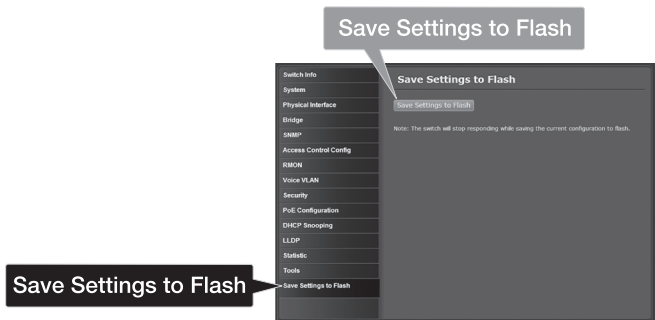 Save Settings to Flash
Switch Info
System
Physical Interface
Bridge
SNMP
Access Control Config
RMON
Voice VLAN
Security
PoE Configuration
DHCP Snooping
LLDP
Statistic
Tools
Save Settings to Flash
Save Settings to Flash
Save Settings to Flash
Note: The switch will stop responding while saving the current configuration to flash.
Save Settings to Flash